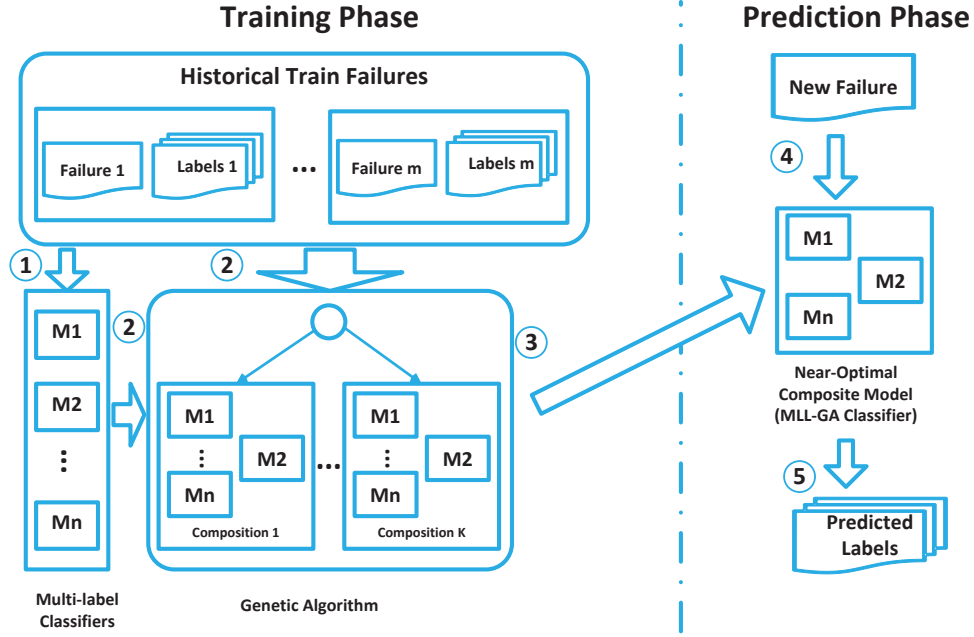 Training Phase
Prediction Phase
Historical Train Failures
Failure 1
Labels 1
...
Failure m
Labels m
New Failure
1
2
4
M1
M2
⋮
Mn
Multi-label
Classifiers
2
M1
⋮
Mn
M2
Composition 1
...
M1
⋮
Mn
M2
Composition K
Genetic Algorithm
3
M1
M2
Mn
Near-Optimal
Composite Model
(MLL-GA Classifier)
5
Predicted
Labels